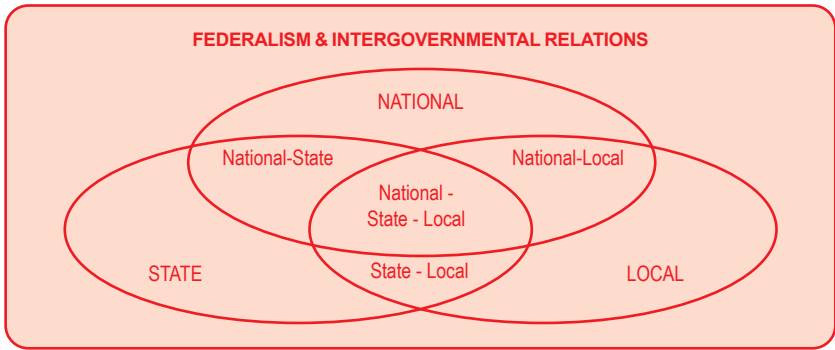 FEDERALISM & INTERGOVERNMENTAL RELATIONS
NATIONAL
National-State
National-Local
National -
State - Local
STATE
State - Local
LOCAL